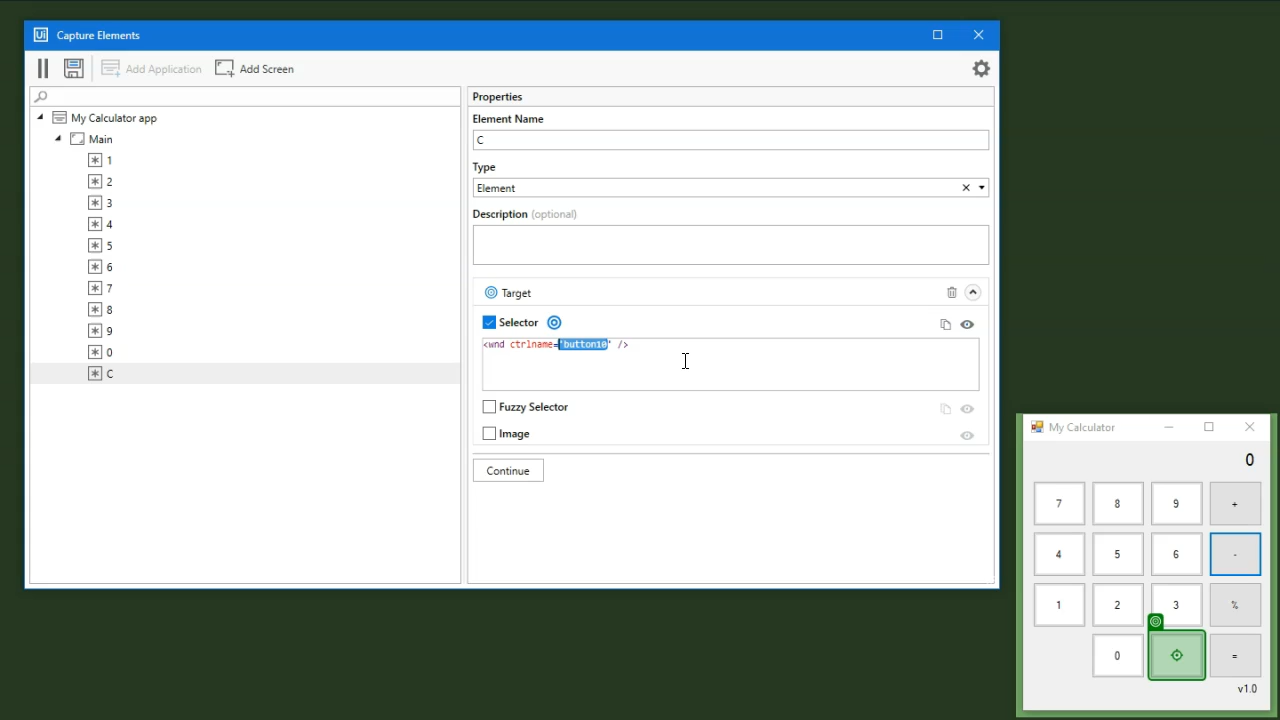 Ui Capture Elements
Add Application Add Screen
My Calculator app
Main
1
2
3
4
5
6
7
8
9
0
C
Properties
Element Name
C
Type
Element
Description (optional)
Target
Selector
<wnd ctrlname='button10' />
Fuzzy Selector
Image
Continue
My Calculator
0
7 8 9 +
4 5 6 -
1 2 3 %
0 =
v1.0